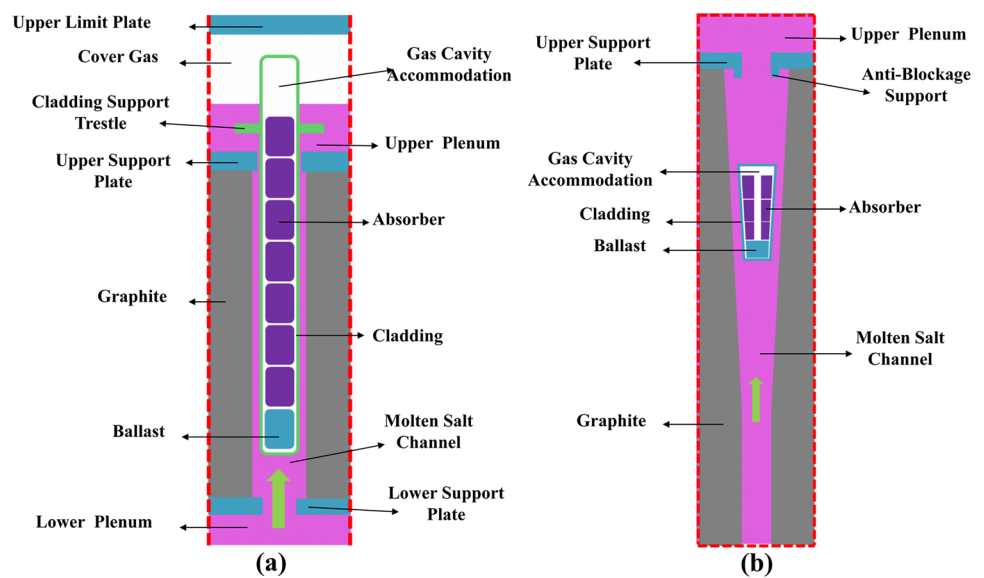 Upper Limit Plate
Cover Gas
Cladding Support
Trestle
Upper Support
Plate
Graphite
Ballast
Lower Plenum
Gas Cavity
Accommodation
Upper Plenum
Absorber
Cladding
Molten Salt
Channel
Lower Support
Plate
(a)
Upper Support
Plate
Gas Cavity
Accommodation
Cladding
Ballast
Graphite
Upper Plenum
Anti-Blockage
Support
Absorber
Molten Salt
Channel
(b)